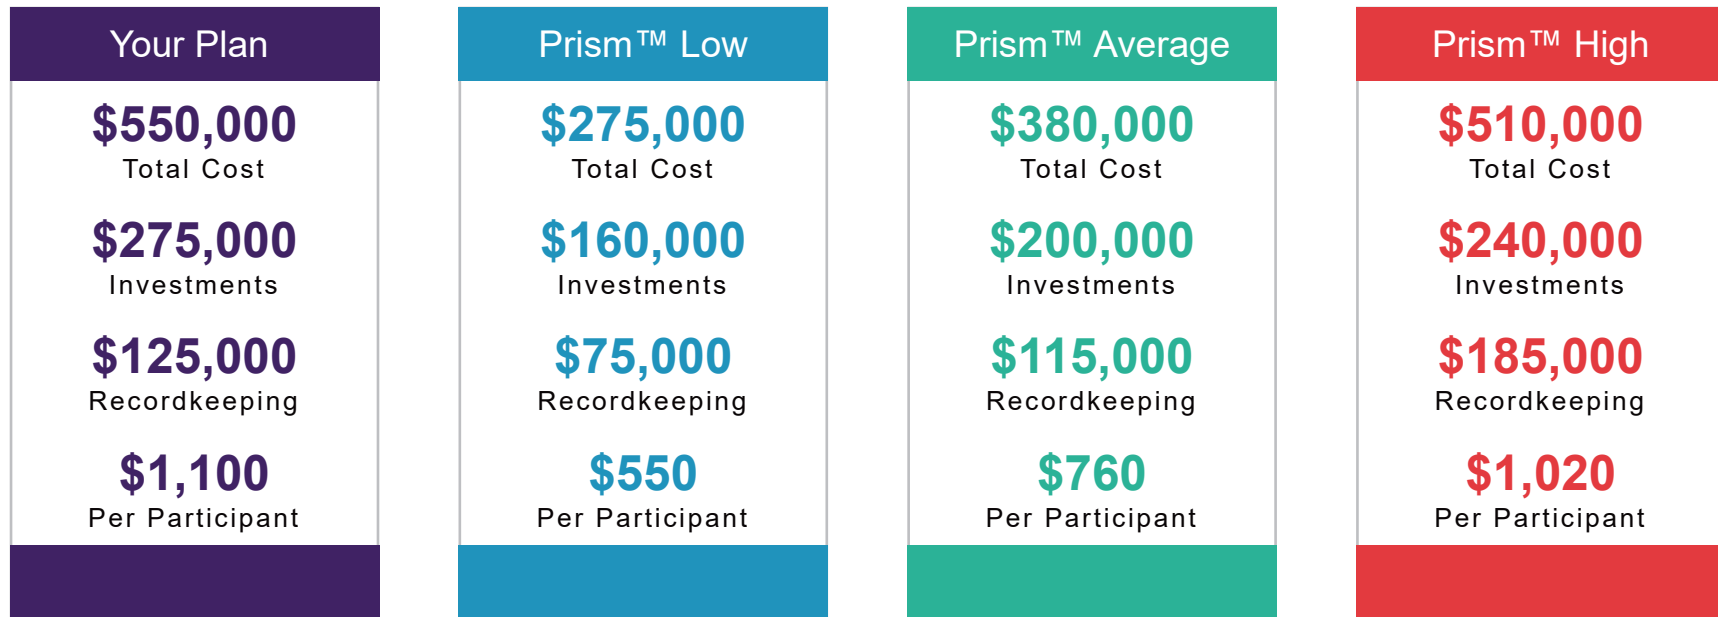 Your Plan
$550,000
Total Cost
$275,000
Investments
$125,000
Recordkeeping
$1,100
Per Participant
Prism™ Low
$275,000
Total Cost
$160,000
Investments
$75,000
Recordkeeping
$550
Per Participant
Prism™ Average
$380,000
Total Cost
$200,000
Investments
$115,000
Recordkeeping
$760
Per Participant
Prism™ High
$510,000
Total Cost
$240,000
Investments
$185,000
Recordkeeping
$1,020
Per Participant